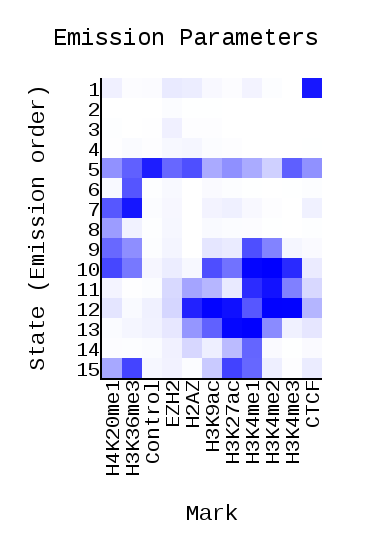 Emission Parameters
State (Emission order)
1
2
3
4
5
6
7
8
9
10
11
12
13
14
15
H4K20me1
H3K36me3
Control
EZH2
H2AZ
H3K9ac
H3K27ac
H3K4me1
H3K4me2
H3K4me3
CTCF
Mark